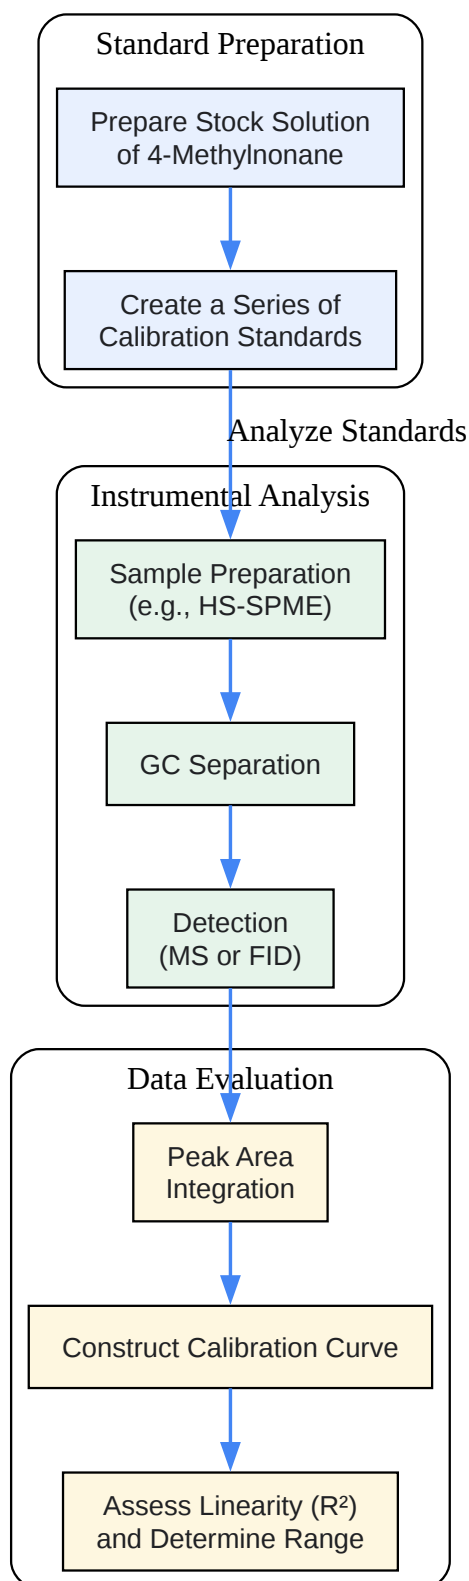 Standard Preparation
Prepare Stock Solution
of 4-Methylnonane
Create a Series of
Calibration Standards
Analyze Standards
Instrumental Analysis
Sample Preparation
(e.g., HS-SPME)
GC Separation
Detection
(MS or FID)
Data Evaluation
Peak Area
Integration
Construct Calibration Curve
Assess Linearity (R²)
and Determine Range